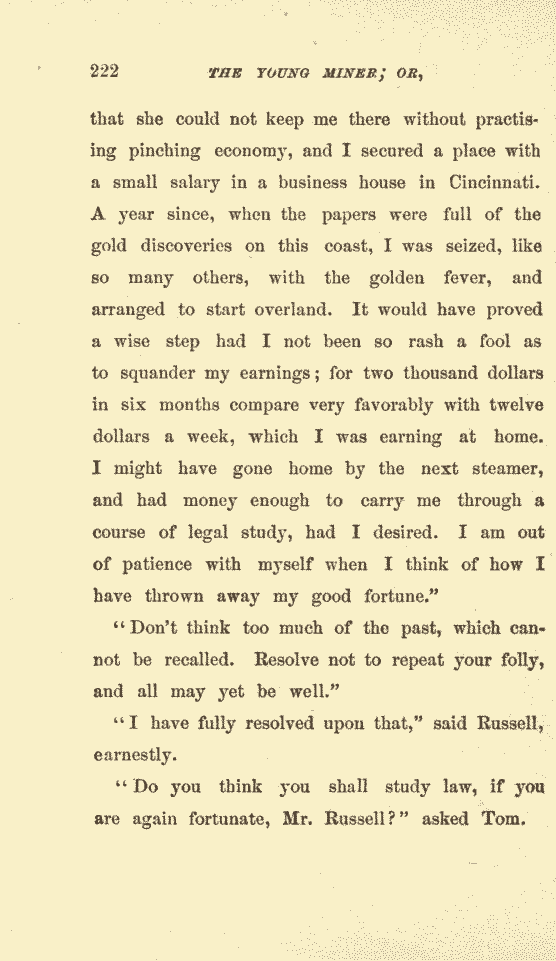 222 THE YOUNG MINER; OR,
that she could not keep me there without practis-
ing pinching economy, and I secured a place with
a small salary in a business house in Cincinnati.
A year since, when the papers were full of the
gold discoveries on this coast, I was seized, like
so many others, with the golden fever, and
arranged to start overland. It would have proved
a wise step had I not been so rash a fool as
to squander my earnings; for two thousand dollars
in six months compare very favorably with twelve
dollars a week, which I was earning at home.
I might have gone home by the next steamer,
and had money enough to carry me through a
course of legal study, had I desired. I am out
of patience with myself when I think of how I
have thrown away my good fortune.”
“Don’t think too much of the past, which can-
not be recalled. Resolve not to repeat your folly,
and all may yet be well.”
“I have fully resolved upon that,” said Russell,
earnestly.
“Do you think you shall study law, if you
are again fortunate, Mr. Russell?” asked Tom.